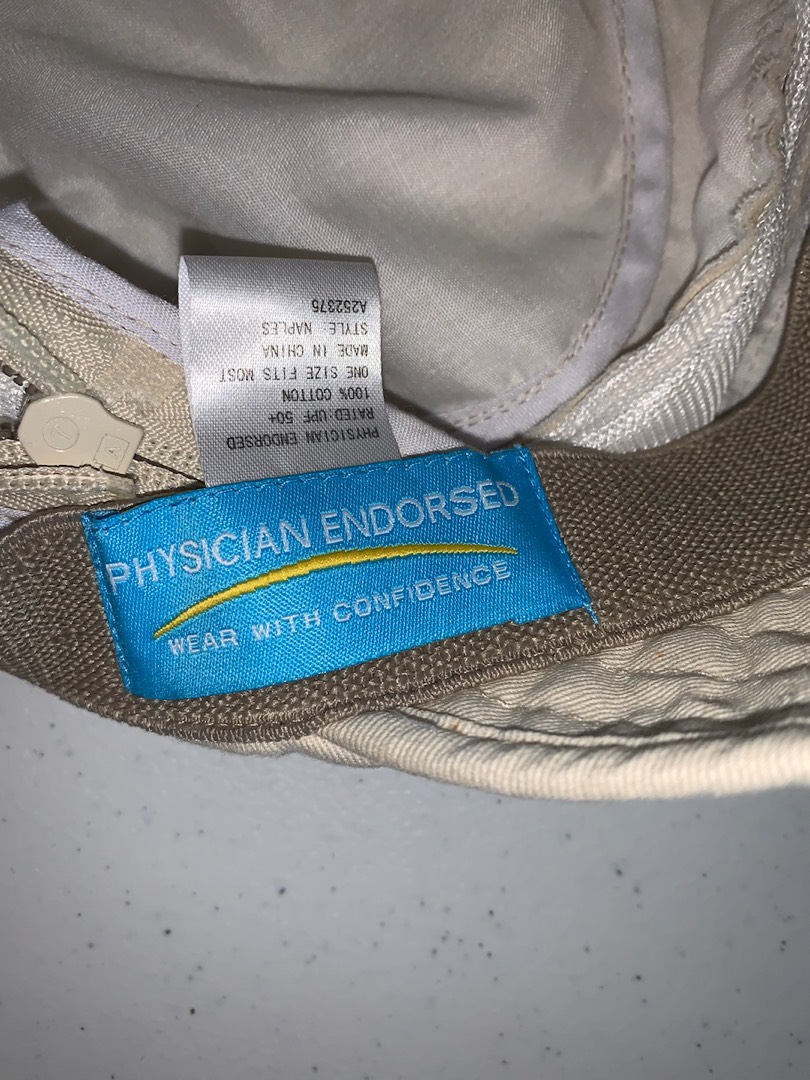 PHYSICIAN ENDORSED
RATED: UPF 50+
100% COTTON
ONE SIZE FITS MOST
MADE IN CHINA
STYLE: NAPLES
A252375
PHYSICIAN ENDORSED
WEAR WITH CONFIDENCE